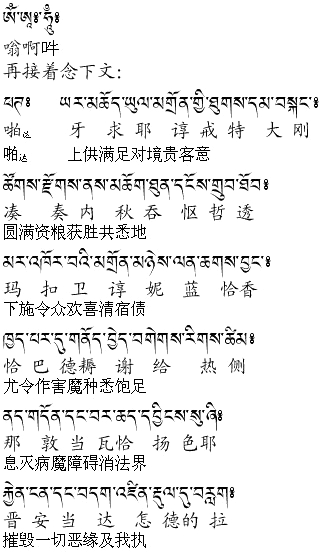 ཨོཾ་ཨཱཿ་ཧཱུྃ༔
嗡啊吽
再接着念下文：
ཕཊ༔ ཡར་མཆོད་ཡུལ་མགྲོན་གྱི་ཐུགས་དམ་བསྐང་༔
啪达 牙 求耶 谆 戒 特 大 刚
啪达 上供满足对境贵客意
ཚོགས་རྫོགས་ནས་མཆོག་ཐུན་དངོས་གྲུབ་ཐོབ༔
凑 奏内 秋吞 怄 哲 透
圆满资粮获胜共悉地
མར་འཁོར་བའི་མགྲོན་མཉེས་ལན་ཆགས་བྱང་༔
玛 扣 卫 谆 妮 蓝 恰香
下施令众欢喜清宿债
ཁྱད་པར་དུ་གནོད་བྱེད་བགེགས་རིགས་ཚིམ༔
恰 巴 德耨 谢 给 热 侧
尤令作害魔种悉饱足
ནད་གདོན་དང་བར་ཆད་དབྱིངས་སུ་ཞི༔
那 敦 当 瓦恰 扬 色耶
息灭病魔障碍消法界
རྐྱེན་ངན་དང་བདག་འཛིན་རྡུལ་དུ་བརླག༔
晋 安 当 达 怎 德的 拉
摧毁一切恶缘及我执